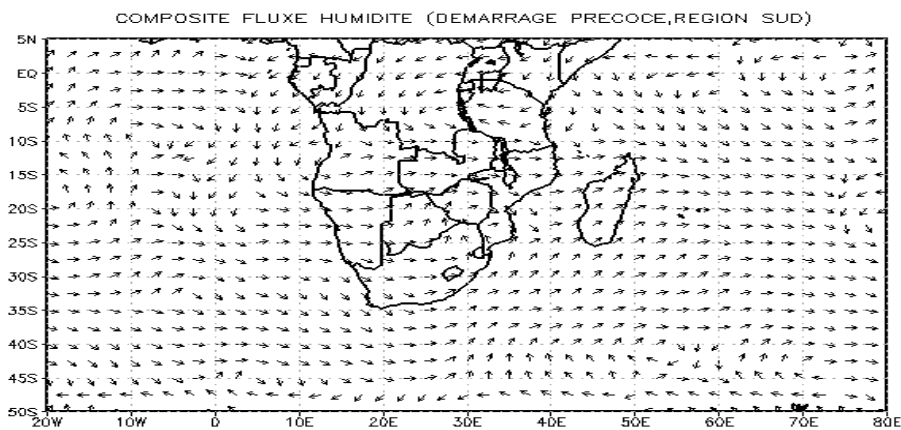 COMPOSITE FLUXE HUMIDITE (DEMARRAGE PRECOCE,REGION SUD)
5N
EQ
5S
10S
15S
20S
25S
30S
35S
40S
45S
50S
20W 10W 0 10E 20E 30E 40E 50E 60E 70E 80E